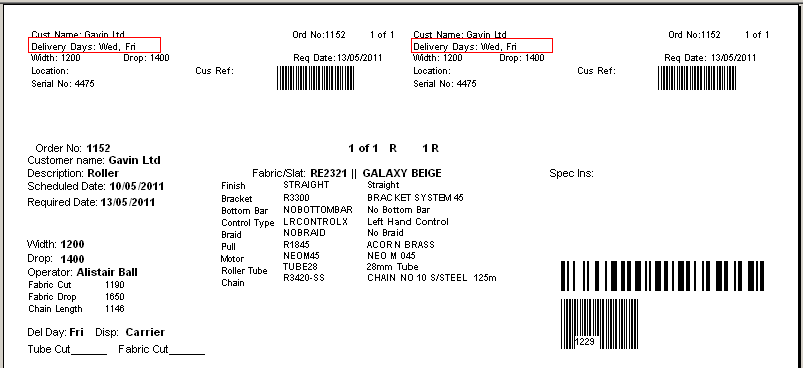 Cust Name: Gavin Ltd Ord No:1152 1 of 1 Cust Name: Gavin Ltd Ord No:1152 1 of 1
Delivery Days: Wed, Fri Delivery Days: Wed, Fri
Width: 1200 Drop: 1400 Req Date:13/05/2011 Width: 1200 Drop: 1400 Req Date: 13/05/2011
Location: Cus Ref: Location: Cus Ref:
Serial No: 4475 Serial No: 4475
Order No: 1152 1 of 1 R 1 R
Customer name: Gavin Ltd
Description: Roller Fabric/Slat: RE2321 || GALAXY BEIGE Spec Ins:
Scheduled Date: 10/05/2011 Finish STRAIGHT Straight
Required Date: 13/05/2011 Bracket R3300 BRACKET SYSTEM 45
Bottom Bar NOBOTTOMBAR No Bottom Bar
Control Type LRCONTROLX Left Hand Control
Braid NOBRAID No Braid
Width: 1200 Pull R1845 ACORN BRASS
Drop: 1400 Motor NEOM45 NEO M 045
Operator: Alistair Ball Roller Tube TUBE28 28mm Tube
Fabric Cut 1190 Chain R3420-SS CHAIN NO 10 S/STEEL 125m
Fabric Drop 1650
Chain Length 1146
Del Day: Fri Disp: Carrier
1229
Tube Cut______ Fabric Cut______